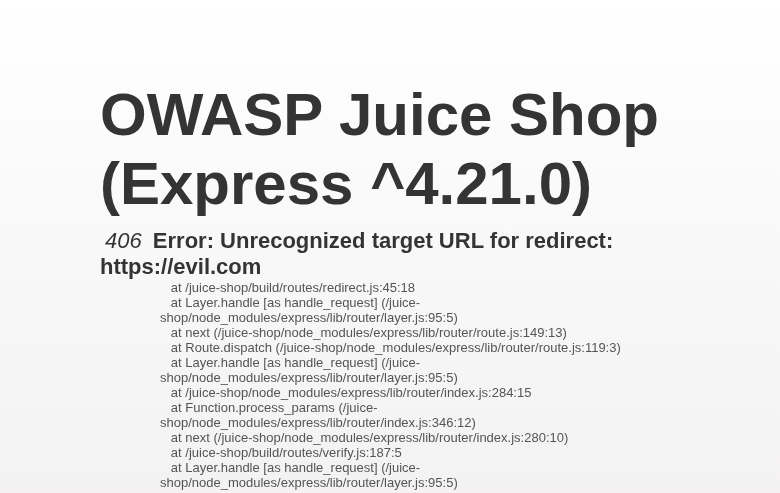 OWASP Juice Shop
(Express ^4.21.0)
406 Error: Unrecognized target URL for redirect:
https://evil.com
at /juice-shop/build/routes/redirect.js:45:18
at Layer.handle [as handle_request] (/juice-
shop/node_modules/express/lib/router/layer.js:95:5)
at next (/juice-shop/node_modules/express/lib/router/route.js:149:13)
at Route.dispatch (/juice-shop/node_modules/express/lib/router/route.js:119:3)
at Layer.handle [as handle_request] (/juice-
shop/node_modules/express/lib/router/layer.js:95:5)
at /juice-shop/node_modules/express/lib/router/index.js:284:15
at Function.process_params (/juice-
shop/node_modules/express/lib/router/index.js:346:12)
at next (/juice-shop/node_modules/express/lib/router/index.js:280:10)
at /juice-shop/build/routes/verify.js:187:5
at Layer.handle [as handle_request] (/juice-
shop/node_modules/express/lib/router/layer.js:95:5)